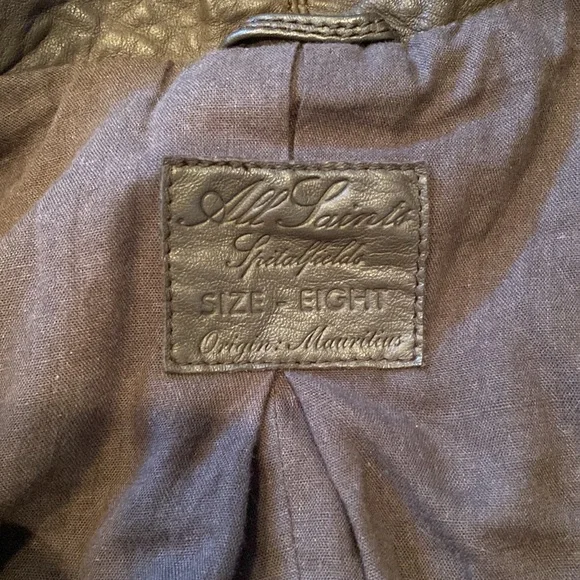 All Saints
Spitalfields
SIZE - EIGHT
Origin: Mauritius